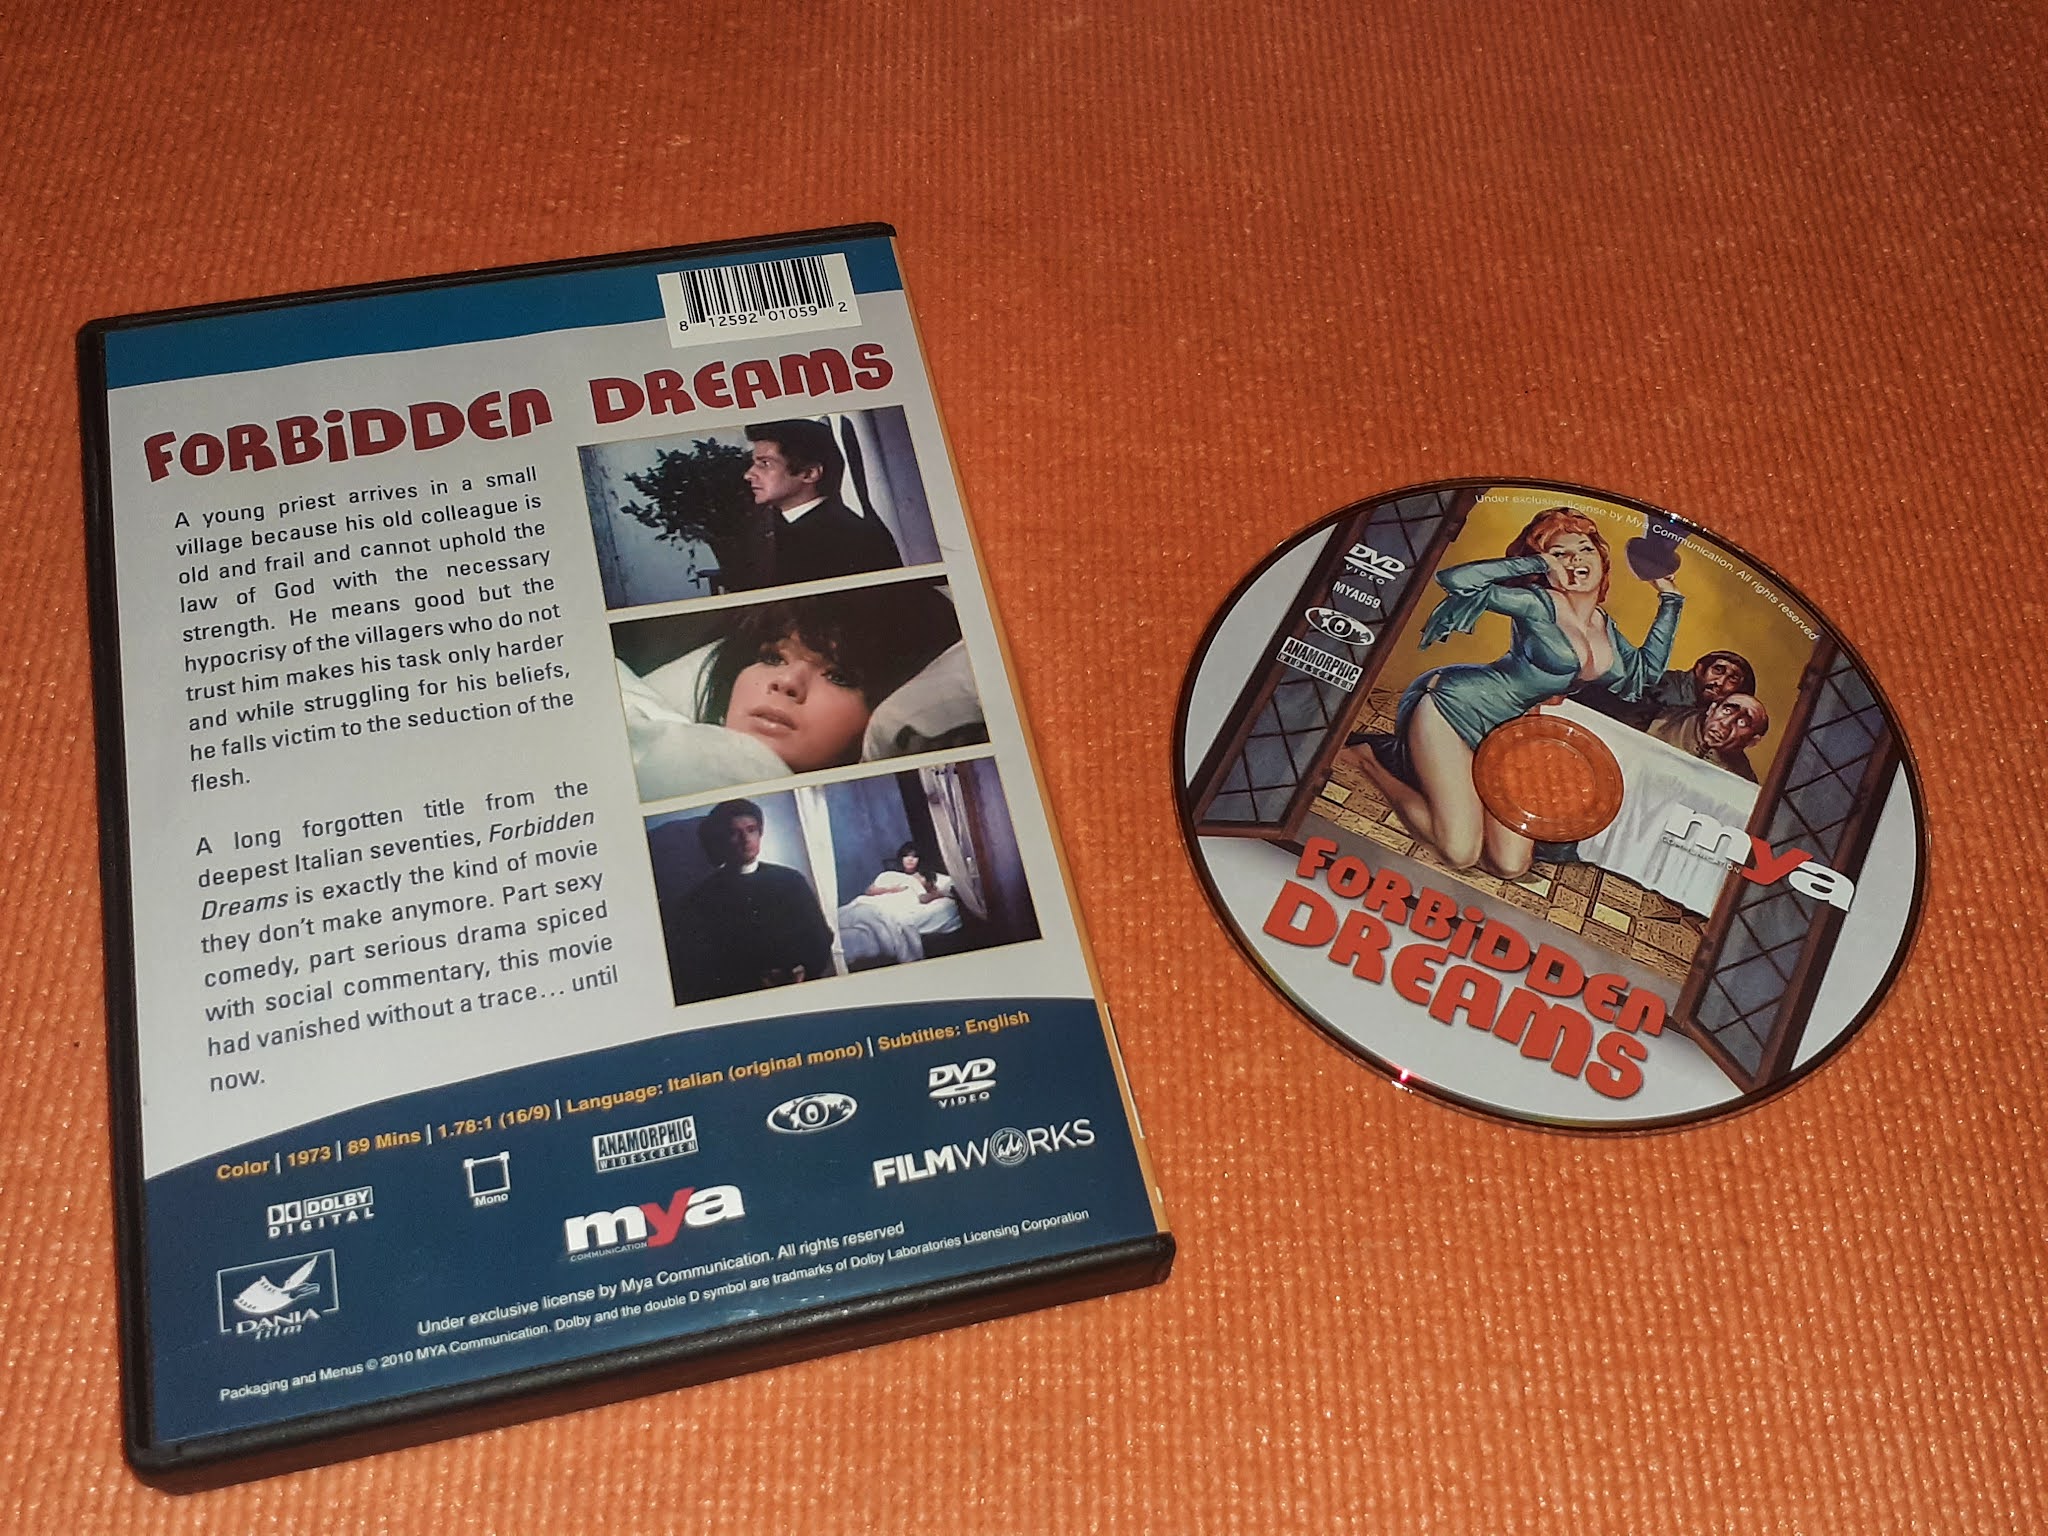 8 12592 01059 2
FORBiDDEN DREAMS
A young priest arrives in a small
village because his old colleague is
old and frail and cannot uphold the
law of God with the necessary
strength. He means good but the
hypocrisy of the villagers who do not
trust him makes his task only harder
and while struggling for his beliefs,
he falls victim to the seduction of the
flesh.
A long forgotten title from the
deepest Italian seventies, Forbidden
Dreams is exactly the kind of movie
they don't make anymore. Part sexy
comedy, part serious drama spiced
with social commentary, this movie
had vanished without a trace... until
now.
Color | 1973 | 89 Mins | 1.78:1 (16/9) | Language: Italian (original mono) | Subtitles: English
DOLBY
DIGITAL
Mono
ANAMORPHIC
WIDESCREEN
0
DVD
VIDEO
DANIA
film
mya
COMMUNICATION
FILMWORKS
Under exclusive license by Mya Communication. All rights reserved
Packaging and Menus © 2010 MYA Communication. Dolby and the double D symbol are tradmarks of Dolby Laboratories Licensing Corporation
Under exclusive license by Mya Communication. All rights reserved
DVD
VIDEO
MYA059
0
ANAMORPHIC
WIDESCREEN
mya
COMMUNICATION
FORBiDDEN
DREAMS